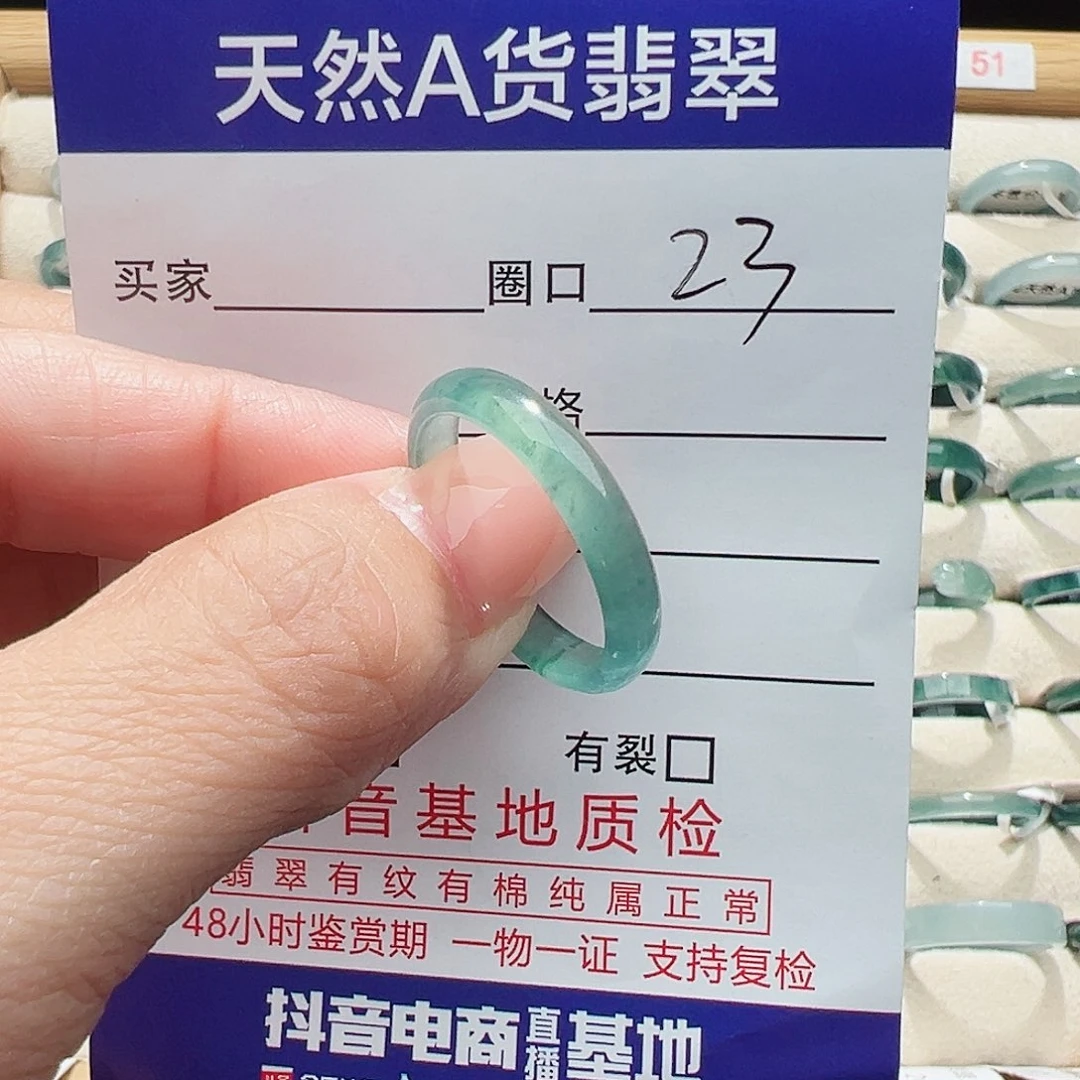 天然A货翡翠
51
买家 圈口 23
格
有裂
音基地质检
翡翠有纹有棉纯属正常
48小时鉴赏期 一物一证 支持复检
抖音电商直播基地